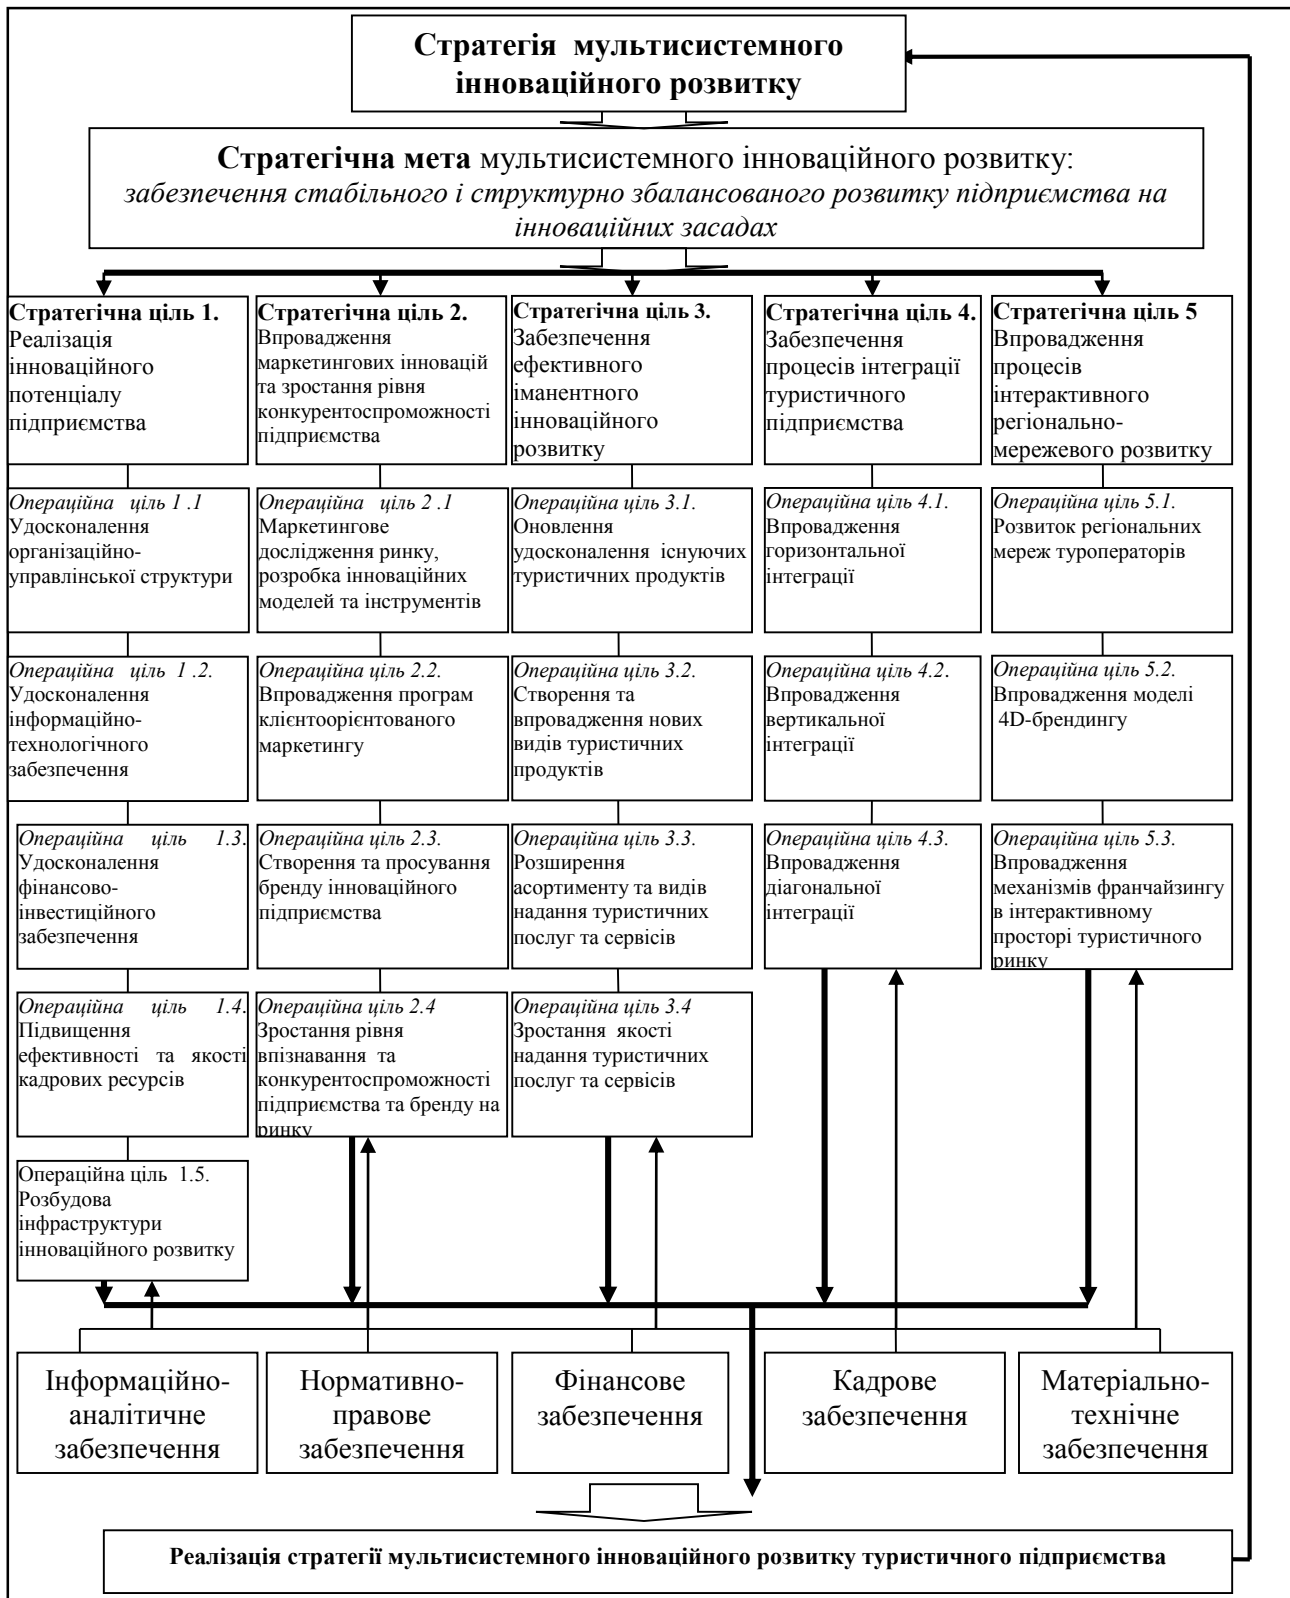 Стратегія мультисистемного
інноваційного розвитку
Стратегічна мета мультисистемного інноваційного розвитку:
забезпечення стабільного і структурно збалансованого розвитку підприємства на
інноваційних засадах
Стратегічна ціль 1.
Реалізація
інноваційного
потенціалу
підприємства
Стратегічна ціль 2.
Впровадження
маркетингових інновацій
та зростання рівня
конкурентоспроможності
підприємства
Стратегічна ціль 3.
Забезпечення
ефективного
іманентного
інноваційного
розвитку
Стратегічна ціль 4.
Забезпечення
процесів інтеграції
туристичного
підприємства
Стратегічна ціль 5
Впровадження
процесів
інтерактивного
регіонально-
мережевого розвитку
Операційна ціль 1 .1
Удосконалення
організаційно-
управлінської структури
Операційна ціль 2 .1
Маркетингове
дослідження ринку,
розробка інноваційних
моделей та інструментів
Операційна ціль 3.1.
Оновлення
удосконалення існуючих
туристичних продуктів
Операційна ціль 4.1.
Впровадження
горизонтальної
інтеграції
Операційна ціль 5.1.
Розвиток регіональних
мереж туроператорів
Операційна ціль 1 .2.
Удосконалення
інформаційно-
технологічного
забезпечення
Операційна ціль 2.2.
Впровадження програм
клієнтоорієнтованого
маркетингу
Операційна ціль 3.2.
Створення та
впровадження нових
видів туристичних
продуктів
Операційна ціль 4.2.
Впровадження
вертикальної
інтеграції
Операційна ціль 5.2.
Впровадження моделі
4D-брендингу
Операційна ціль 1.3.
Удосконалення
фінансово-
інвестиційного
забезпечення
Операційна ціль 2.3.
Створення та просування
бренду інноваційного
підприємства
Операційна ціль 3.3.
Розширення
асортименту та видів
надання туристичних
послуг та сервісів
Операційна ціль 4.3.
Впровадження
діагональної
інтеграції
Операційна ціль 5.3.
Впровадження
механізмів франчайзингу
в інтерактивному
просторі туристичного
ринку
Операційна ціль 1.4.
Підвищення
ефективності та якості
кадрових ресурсів
Операційна ціль 2.4
Зростання рівня
впізнавання та
конкурентоспроможності
підприємства та бренду на
ринку
Операційна ціль 3.4
Зростання якості
надання туристичних
послуг та сервісів
Операційна ціль 1.5.
Розбудова
інфраструктури
інноваційного розвитку
Інформаційно-
аналітичне
забезпечення
Нормативно-
правове
забезпечення
Фінансове
забезпечення
Кадрове
забезпечення
Матеріально-
технічне
забезпечення
Реалізація стратегії мультисистемного інноваційного розвитку туристичного підприємства